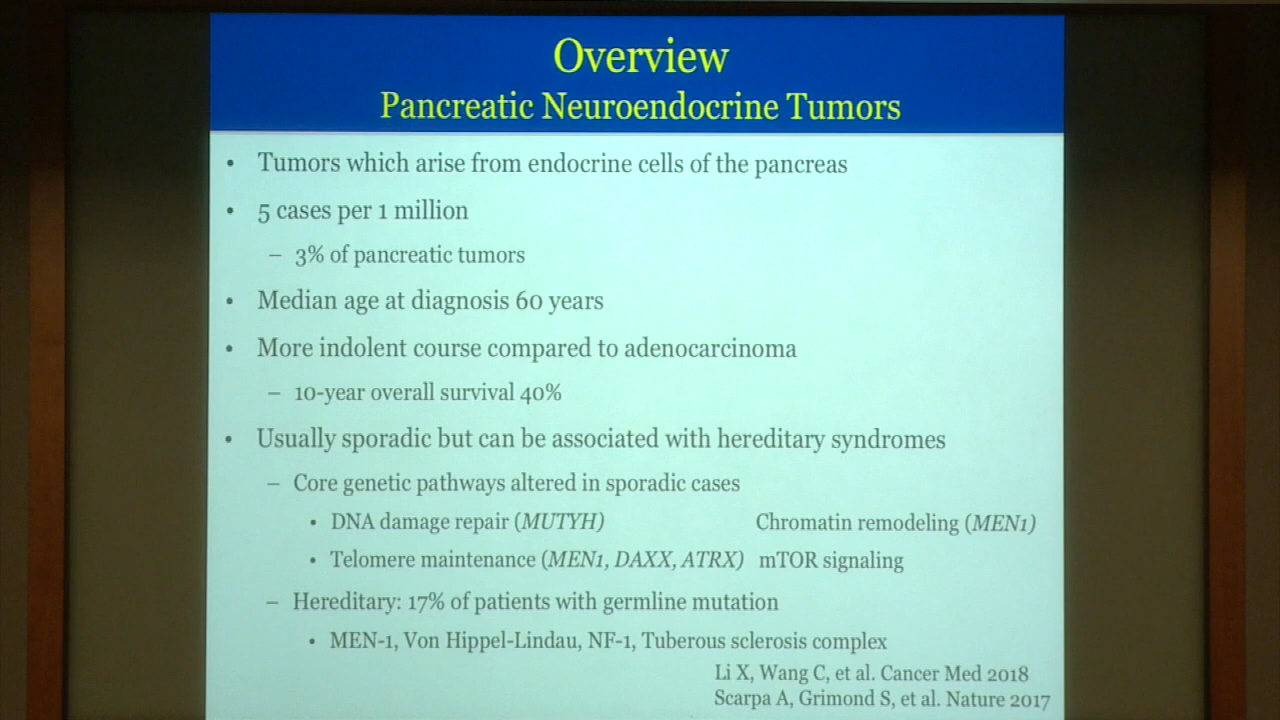 Overview
Pancreatic Neuroendocrine Tumors
• Tumors which arise from endocrine cells of the pancreas
• 5 cases per 1 million
– 3% of pancreatic tumors
• Median age at diagnosis 60 years
• More indolent course compared to adenocarcinoma
– 10-year overall survival 40%
• Usually sporadic but can be associated with hereditary syndromes
– Core genetic pathways altered in sporadic cases
• DNA damage repair (MUTYH) Chromatin remodeling (MEN1)
• Telomere maintenance (MEN1, DAXX, ATRX) mTOR signaling
– Hereditary: 17% of patients with germline mutation
• MEN-1, Von Hippel-Lindau, NF-1, Tuberous sclerosis complex
Li X, Wang C, et al. Cancer Med 2018
Scarpa A, Grimond S, et al. Nature 2017